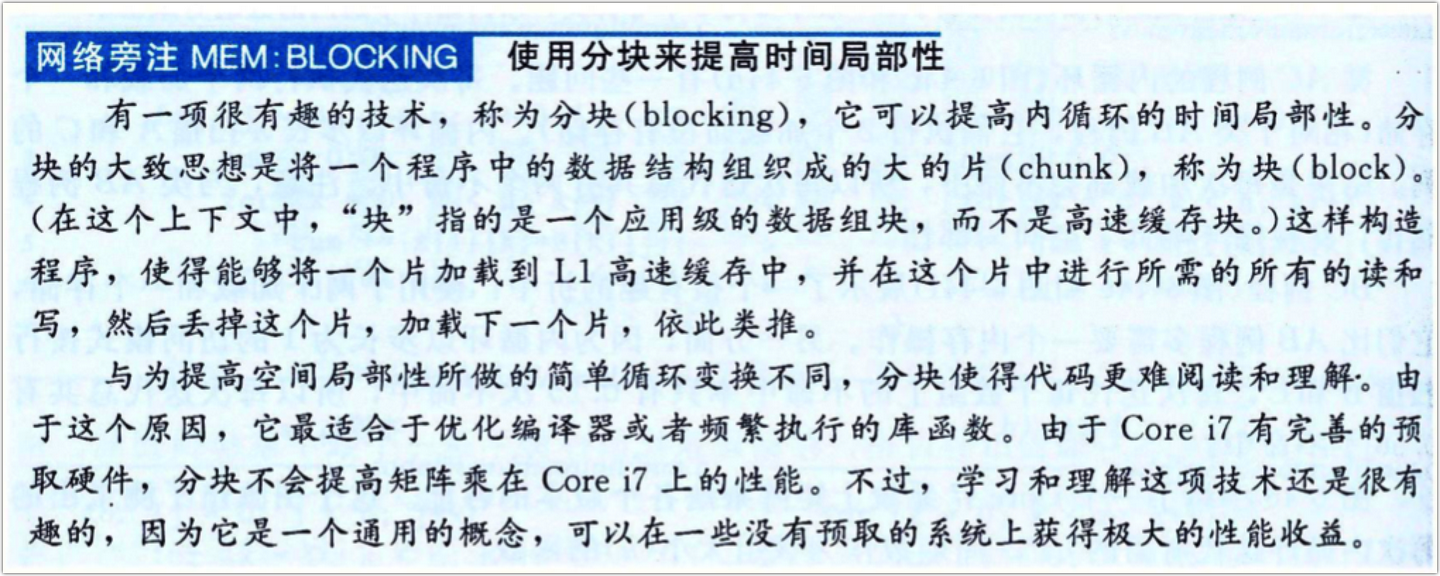 网络旁注 MEM:BLOCKING 使用分块来提高时间局部性
有一项很有趣的技术，称为分块(blocking)，它可以提高内循环的时间局部性。分
块的大致思想是将一个程序中的数据结构组织成的大的片(chunk)，称为块(block)。
(在这个上下文中，“块”指的是一个应用级的数据组块，而不是高速缓存块。)这样构造
程序，使得能够将一个片加载到 L1 高速缓存中，并在这个片中进行所需的所有的读和
写，然后丢掉这个片，加载下一个片，依此类推。
与为提高空间局部性所做的简单循环变换不同，分块使得代码更难阅读和理解。由
于这个原因，它最适合于优化编译器或者频繁执行的库函数。由于 Core i7 有完善的预
取硬件，分块不会提高矩阵乘在 Core i7 上的性能。不过，学习和理解这项技术还是很有
趣的，因为它是一个通用的概念，可以在一些没有预取的系统上获得极大的性能收益。